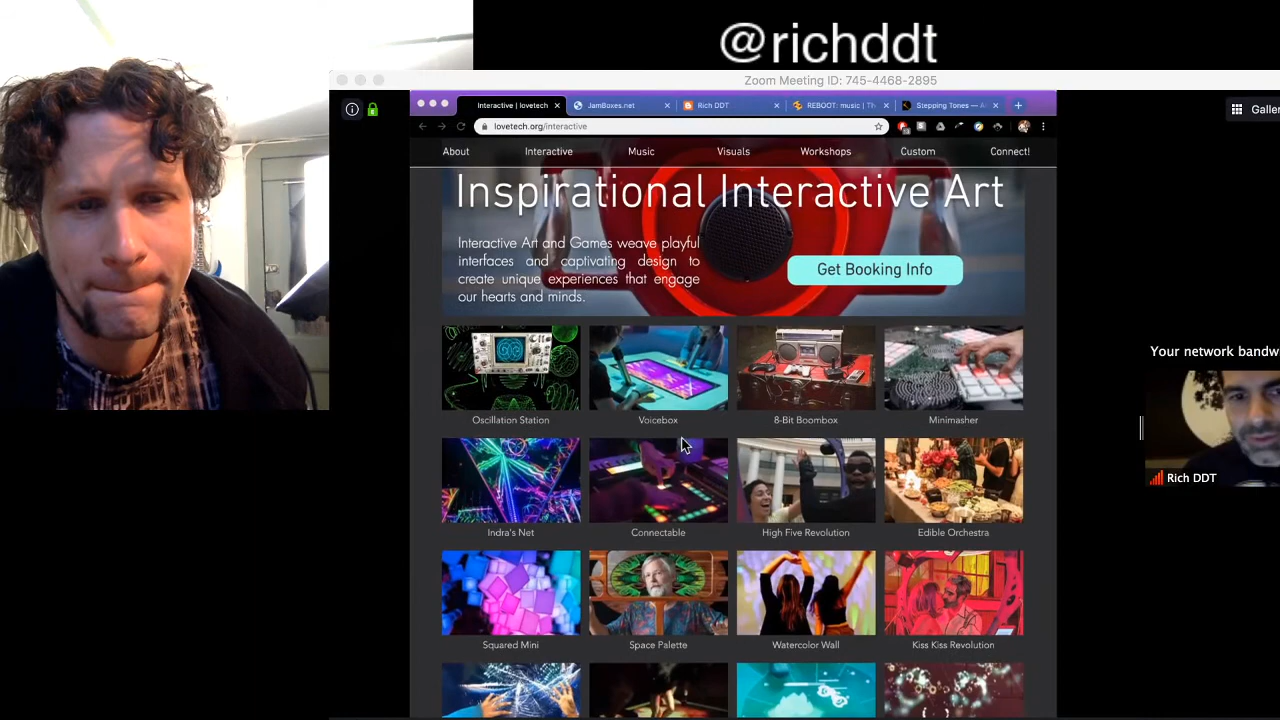 @richddt
Zoom Meeting ID: 745-4468-2895
Interactive | lovetech
JamBoxes.net
Rich DDT
REBOOT: music | Th
Stepping Tones — A
Galler
lovetech.org/interactive
About
Interactive
Music
Visuals
Workshops
Custom
Connect!
Inspirational Interactive Art
Interactive Art and Games weave playful
interfaces and captivating design to
create unique experiences that engage
our hearts and minds.
Get Booking Info
Your network bandw
Oscillation Station
Voicebox
8-Bit Boombox
Minimasher
Rich DDT
Indra's Net
Connectable
High Five Revolution
Edible Orchestra
Squared Mini
Space Palette
Watercolor Wall
Kiss Kiss Revolution